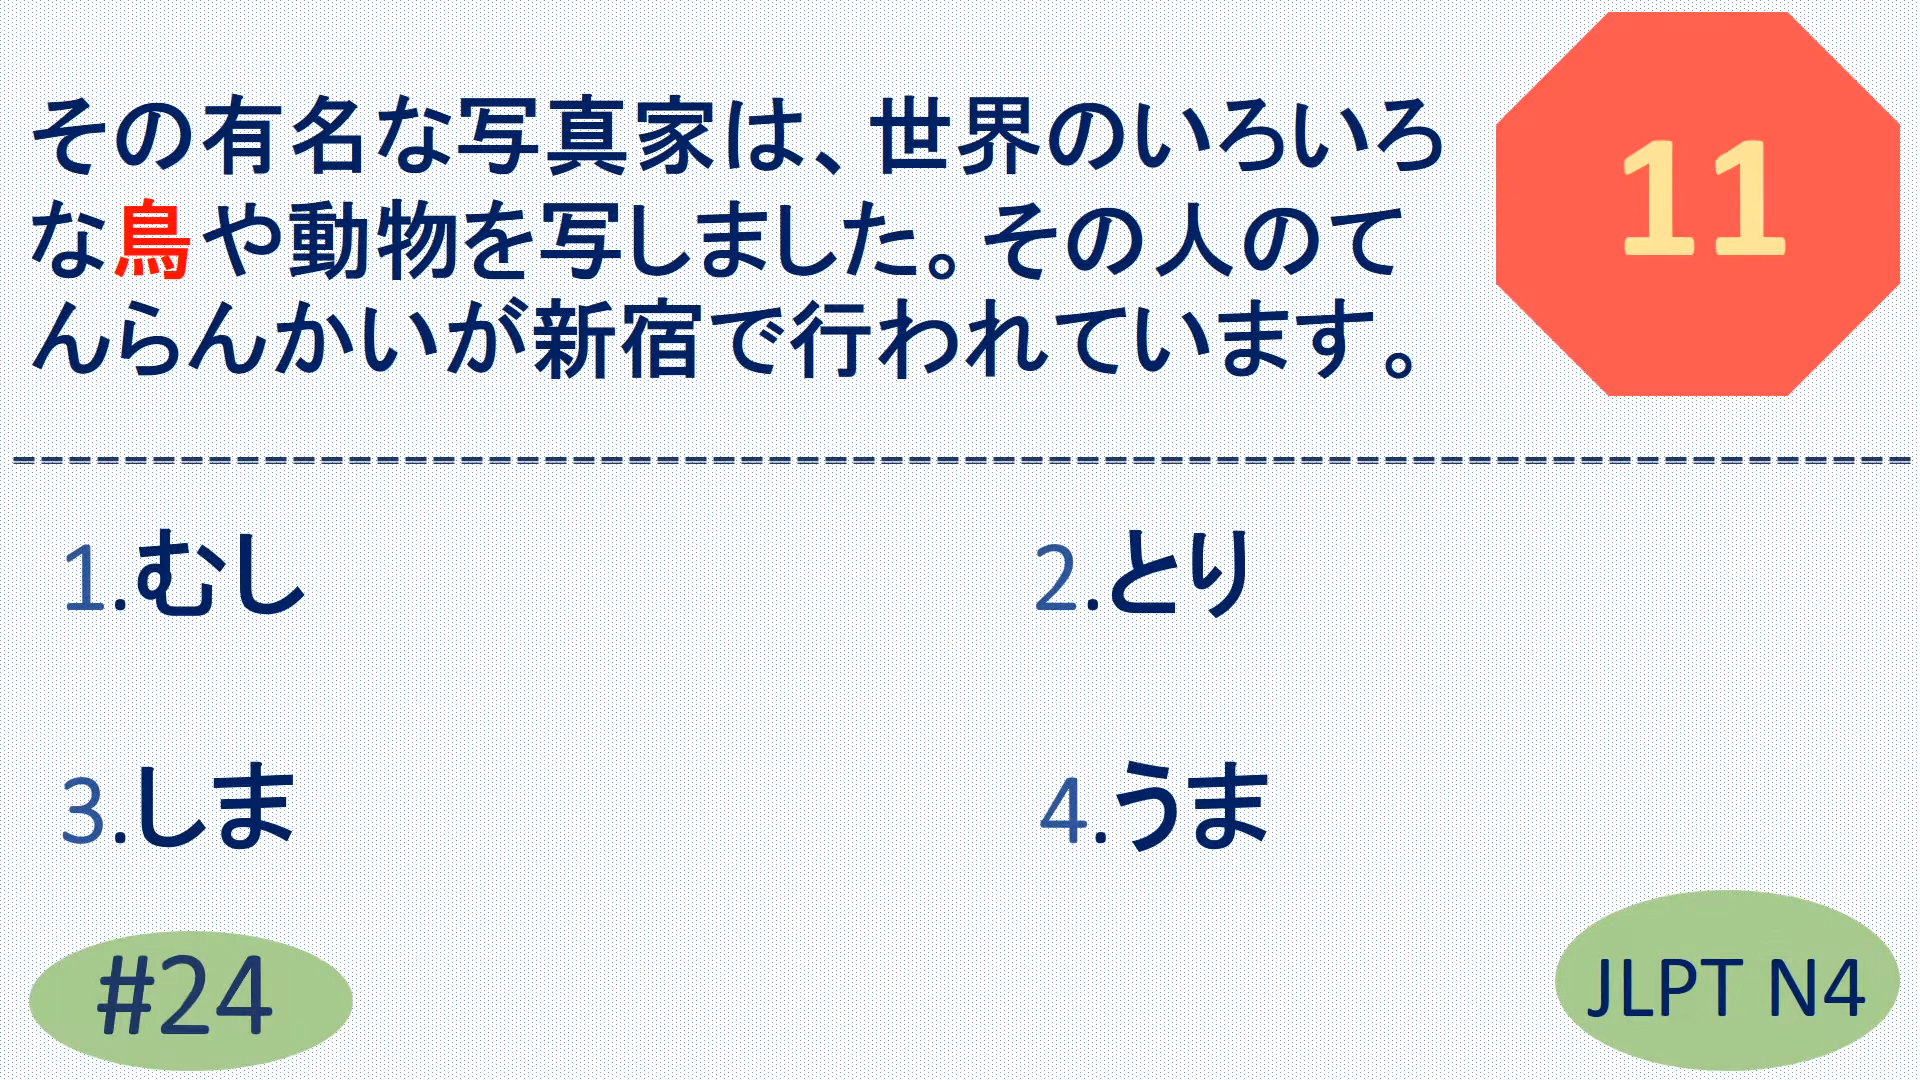 その有名な写真家は、世界のいろいろ
な鳥や動物を写しました。その人のて
んらんかいが新宿で行われています。
11
1.むし
2.とり
3.しま
4.うま
#24
JLPT N4